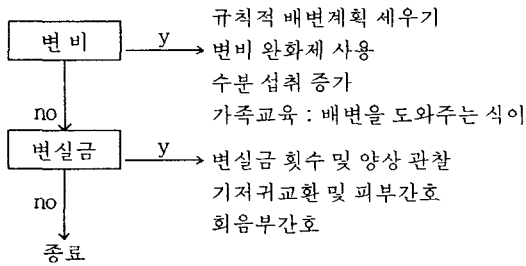 규칙적 배변계획 세우기
변 비
y
변비 완화제 사용
수분 섭취 증가
no
가족교육 : 배변을 도와주는 식이
변실금
y
변실금 횟수 및 양상 관찰
기저귀교환 및 피부간호
no
회음부간호
종료